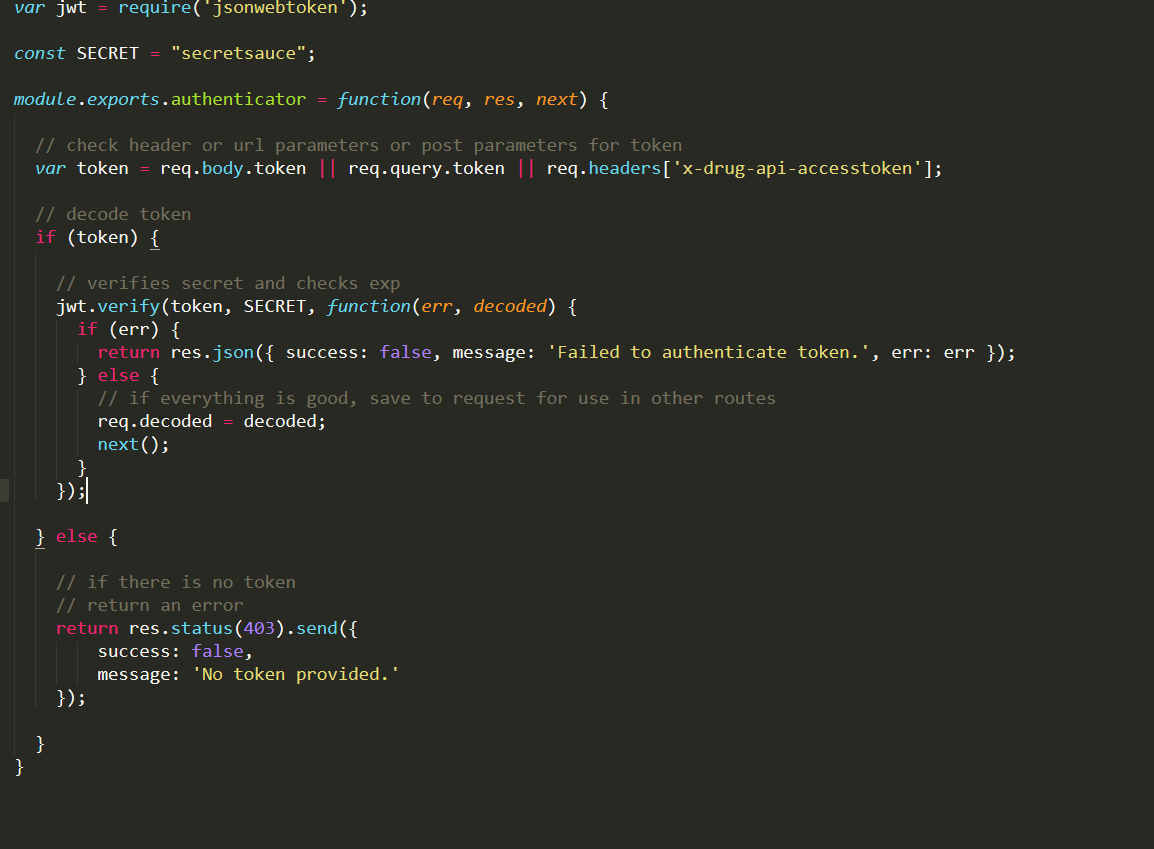 var jwt = require('jsonwebtoken');
const SECRET = "secretsauce";
module.exports.authenticator = function(req, res, next) {
// check header or url parameters or post parameters for token
var token = req.body.token || req.query.token || req.headers['x-drug-api-accesstoken'];
// decode token
if (token) {
// verifies secret and checks exp
jwt.verify(token, SECRET, function(err, decoded) {
if (err) {
return res.json({ success: false, message: 'Failed to authenticate token.', err: err });
} else {
// if everything is good, save to request for use in other routes
req.decoded = decoded;
next();
}
});
} else {
// if there is no token
// return an error
return res.status(403).send({
success: false,
message: 'No token provided.'
});
}
}